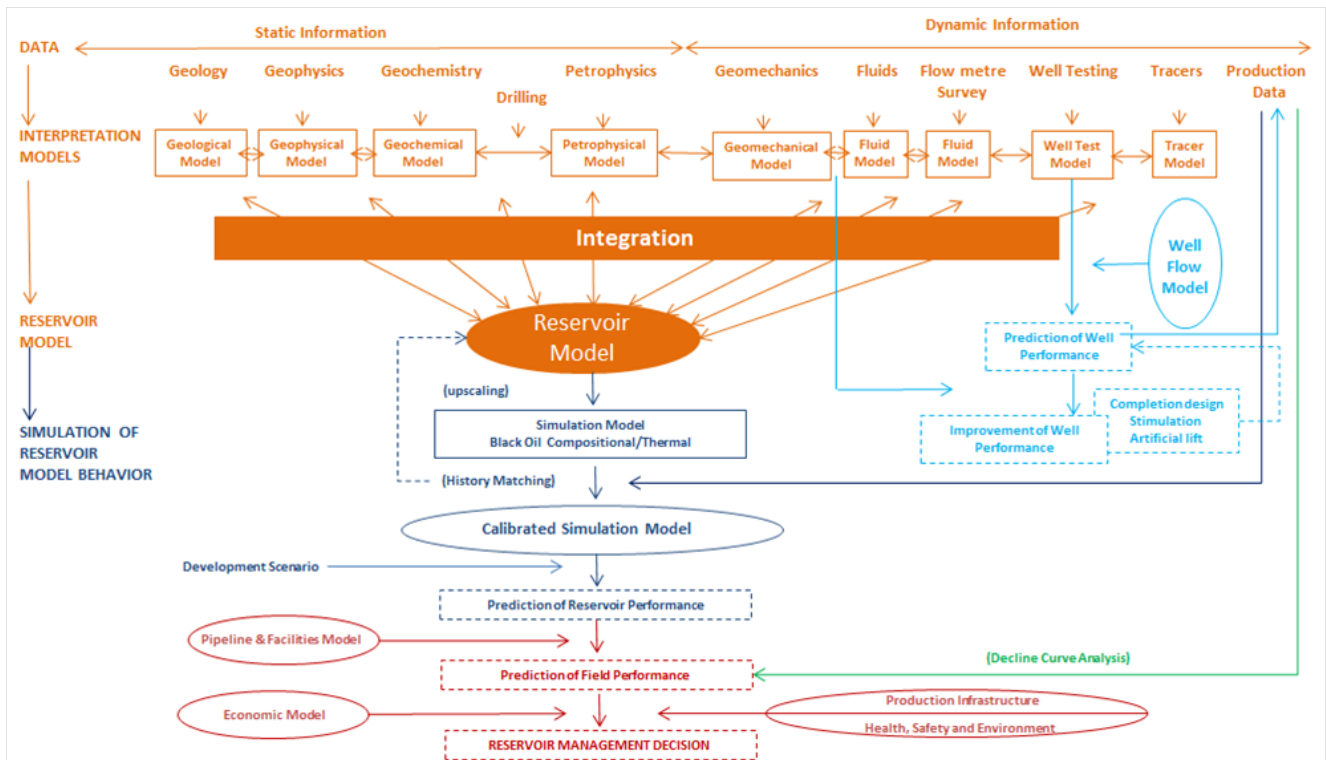 Static Information
Dynamic Information
DATA
Geology
Geophysics
Geochemistry
Drilling
Petrophysics
Geomechanics
Fluids
Flow metre
Survey
Well Testing
Tracers
Production
Data
INTERPRETATION
MODELS
Geological
Model
Geophysical
Model
Geochemical
Model
Petrophysical
Model
Geomechanical
Model
Fluid
Model
Fluid
Model
Well Test
Model
Tracer
Model
Integration
Well
Flow
Model
RESERVOIR
MODEL
Reservoir
Model
Prediction of Well
Performance
(upscaling)
Completion design
Stimulation
Artificial lift
Improvement of Well
Performance
SIMULATION OF
RESERVOIR
MODEL BEHAVIOR
Simulation Model
Black Oil Compositional/Thermal
(History Matching)
Calibrated Simulation Model
Development Scenario
Prediction of Reservoir Performance
Pipeline & Facilities Model
(Decline Curve Analysis)
Prediction of Field Performance
Economic Model
Production Infrastructure
Health, Safety and Environment
RESERVOIR MANAGEMENT DECISION